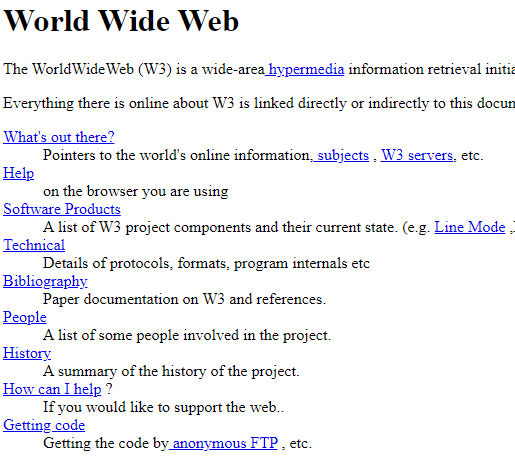 World Wide Web
The WorldWideWeb (W3) is a wide-area hypermedia information retrieval
Everything there is online about W3 is linked directly or indirectly to this
What's out there?
Pointers to the world's online information, subjects , W3 servers, etc.
Help
on the browser you are using
Software Products
A list of W3 project components and their current state. (e.g. Line Mode ,
Technical
Details of protocols, formats, program internals etc
Bibliography
Paper documentation on W3 and references.
People
A list of some people involved in the project.
History
A summary of the history of the project.
How can I help ?
If you would like to support the web..
Getting code
Getting the code by anonymous FTP , etc.